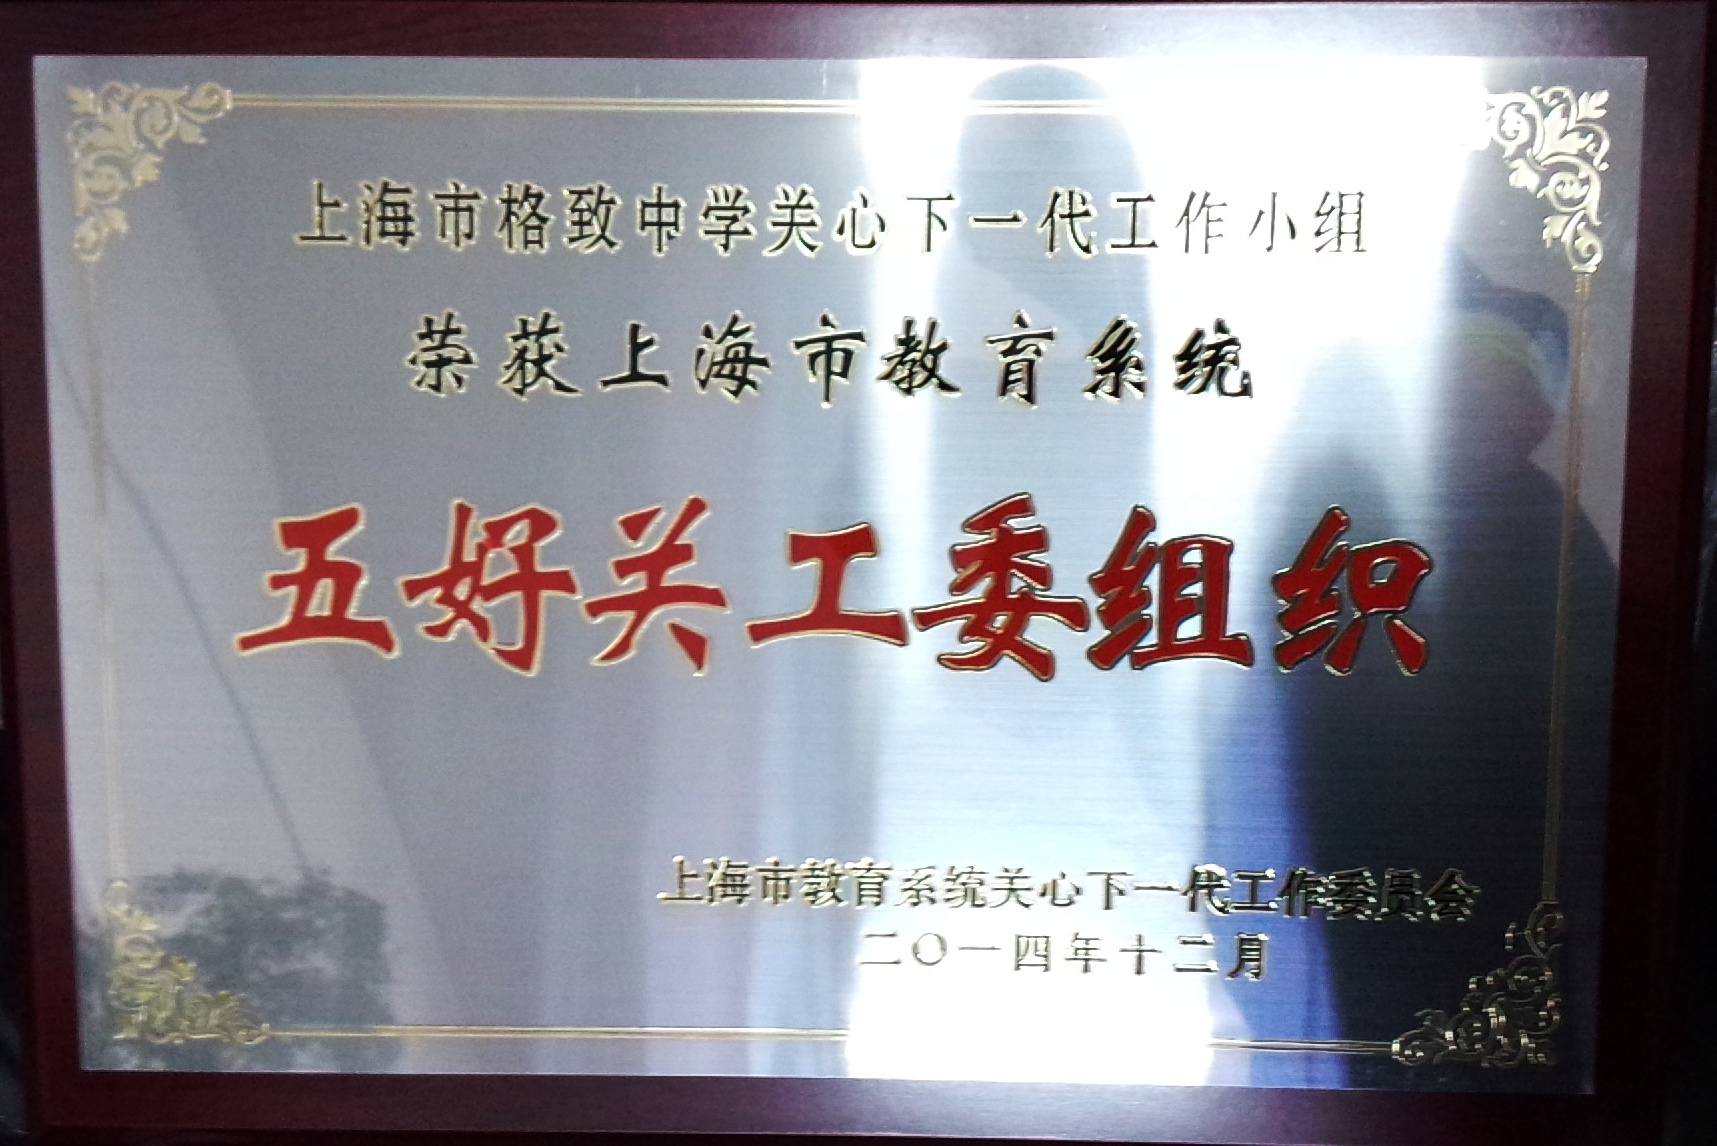 上海市格致中学关心下一代工作小组
荣获上海市教育系统
五好关工委组织
上海市教育系统关心下一代工作委员会
二〇一四年十二月